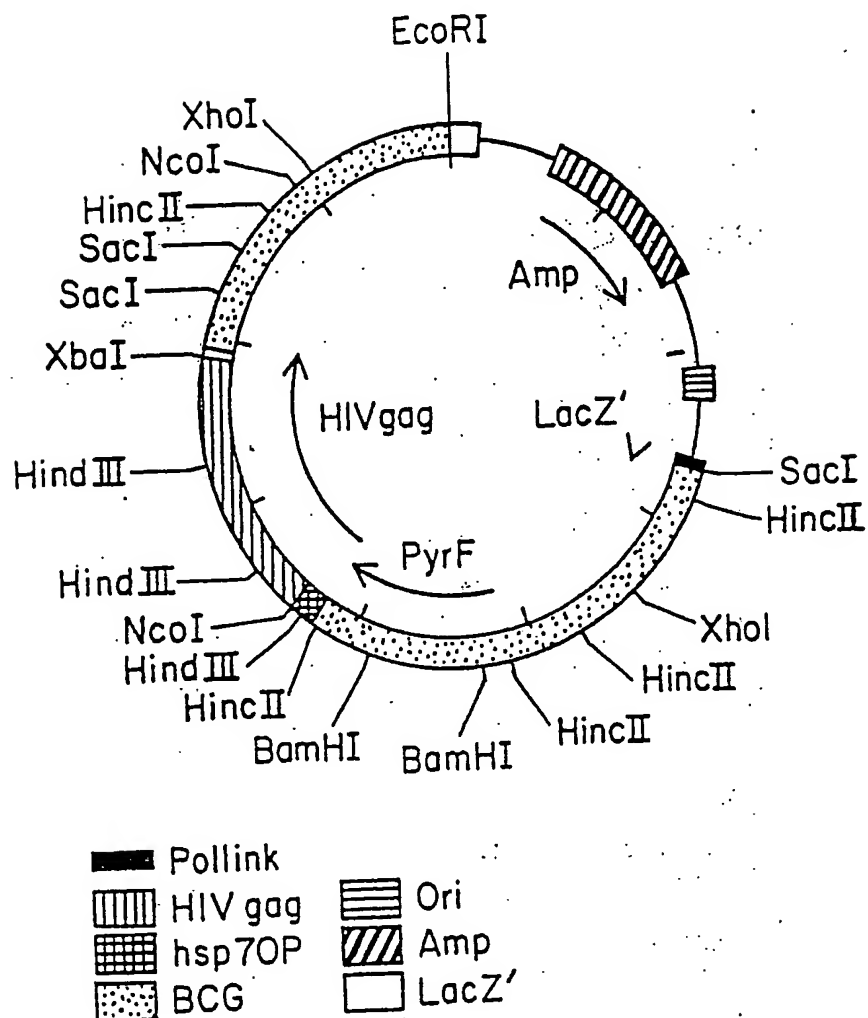 EcoRI
XhoI
NcoI
HincII
SacI
SacI
XbaI
HindIII
HindIII
NcoI
HindIII
HincII
BamHI
BamHI
HincII
HincII
XhoI
HincII
SacI
Amp
LacZ'
HIVgag
PyrF
Pollink
HIV gag
hsp70P
BCG
Ori
Amp
LacZ'